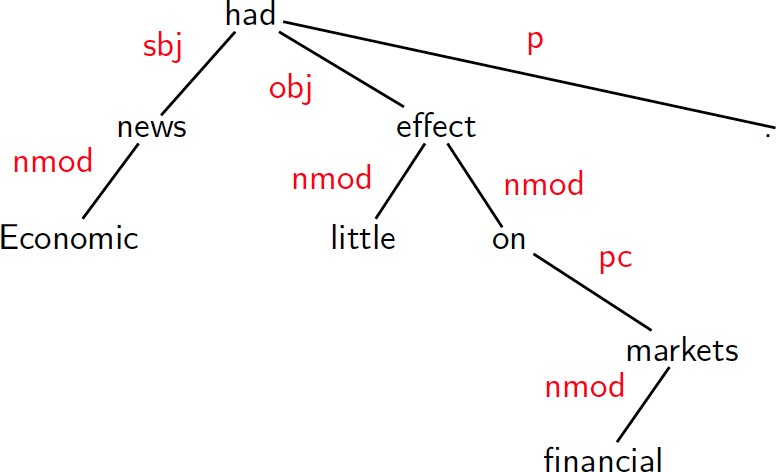 had
sbj
p
obj
news
effect
.
nmod
nmod
nmod
Economic
little
on
pc
markets
nmod
financial